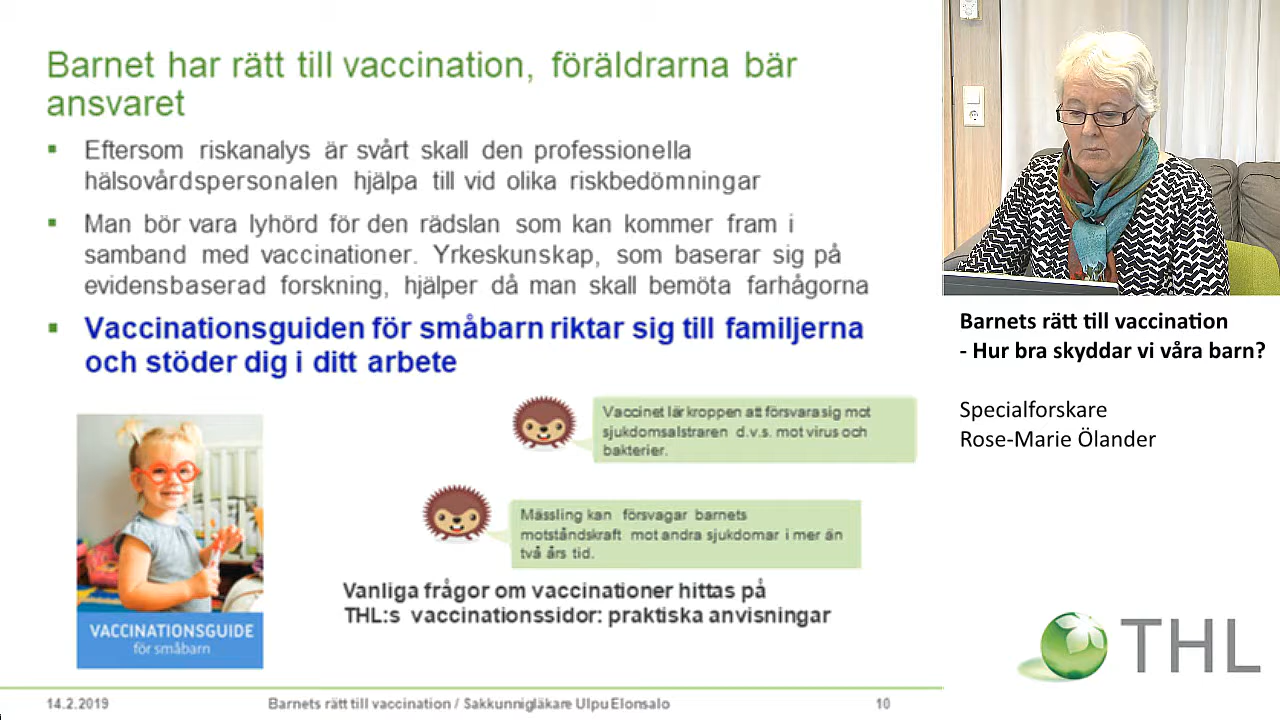 Barnet har rätt till vaccination, föräldrarna bär
ansvaret
Eftersom riskanalys är svårt skall den professionella
hälsovårdspersonalen hjälpa till vid olika riskbedömningar
Man bör vara lyhörd för den rädslan som kan kommer fram i
samband med vaccinationer. Yrkeskunskap, som baserar sig på
evidensbaserad forskning, hjälper då man skall bemöta farhågorna
Vaccinationsguiden för småbarn riktar sig till familjerna
och stöder dig i ditt arbete
Vaccinet lär kroppen att försvara sig mot
sjukdomsalstraren d.v.s. mot virus och
bakterier.
Mässling kan försvagar barnets
motståndskraft mot andra sjukdomar i mer än
två års tid.
Vanliga frågor om vaccinationer hittas på
THL:s vaccinationssidor: praktiska anvisningar
VACCINATIONSGUIDE
för småbarn
14.2.2019
Barnets rätt till vaccination / Sakkunnigläkare Ulpu Elonsalo
10
Barnets rätt till vaccination
- Hur bra skyddar vi våra barn?
Specialforskare
Rose-Marie Ölander
THL